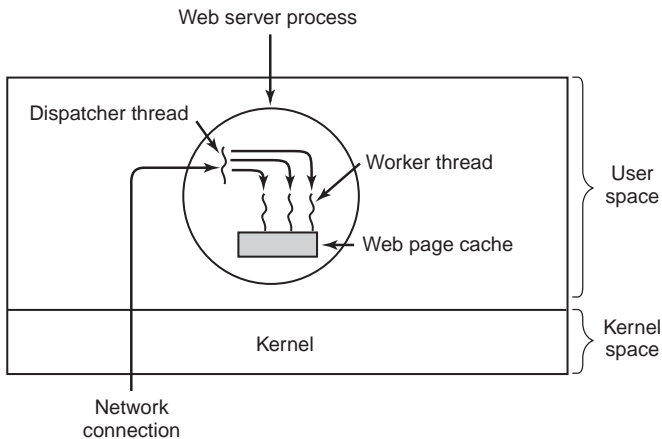 Web server process
Dispatcher thread
Worker thread
User
space
Web page cache
Kernel
Kernel
space
Network
connection